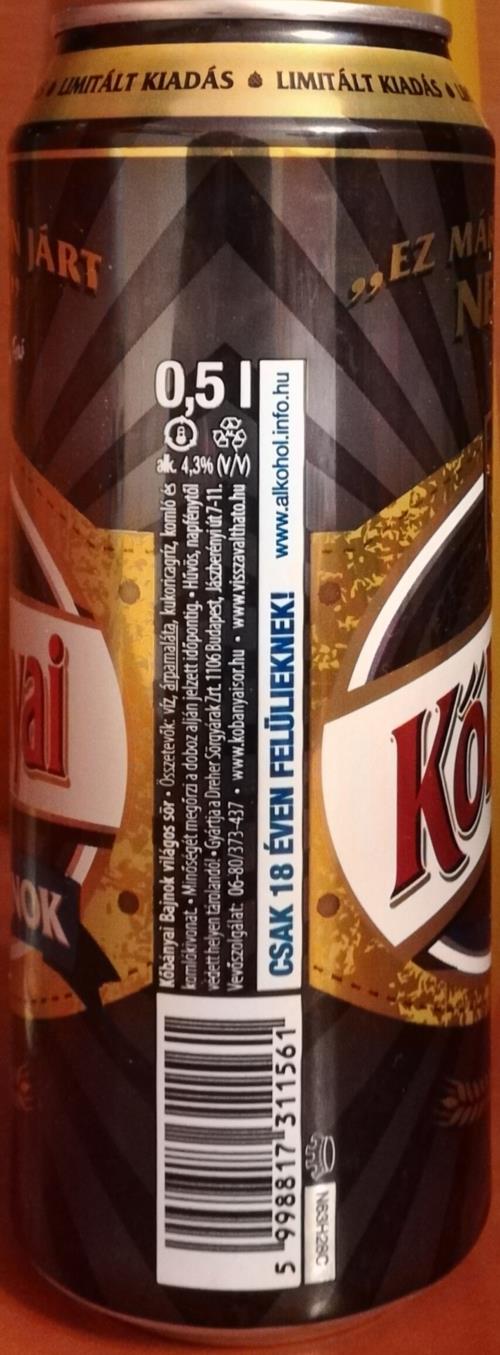 LIMITÁLT KIADÁS LIMITÁLT KIADÁS
JÁRT
„EZ
0,5 l
alk. 4,3% (V/V)
Kőbányai Bajnok világos sör • Összetevők: víz, árpamaláta, kukoricagríz, komló és
komlókivonat. • Minőségét megőrzi a doboz alján jelzett időpontig. • Hűvös, napfénytől
védett helyen tárolandó! • Gyártja a Dreher Sörgyárak Zrt. 1106 Budapest, Jászberényi út 7-11.
Vevőszolgálat: 06-80/373-437 • www.kobanyaisor.hu • www.visszavalthato.hu
CSAK 18 ÉVEN FELÜLIEKNEK! www.alkohol.info.hu
yai
NOK
Kő
5 998817 311561
N63H28C